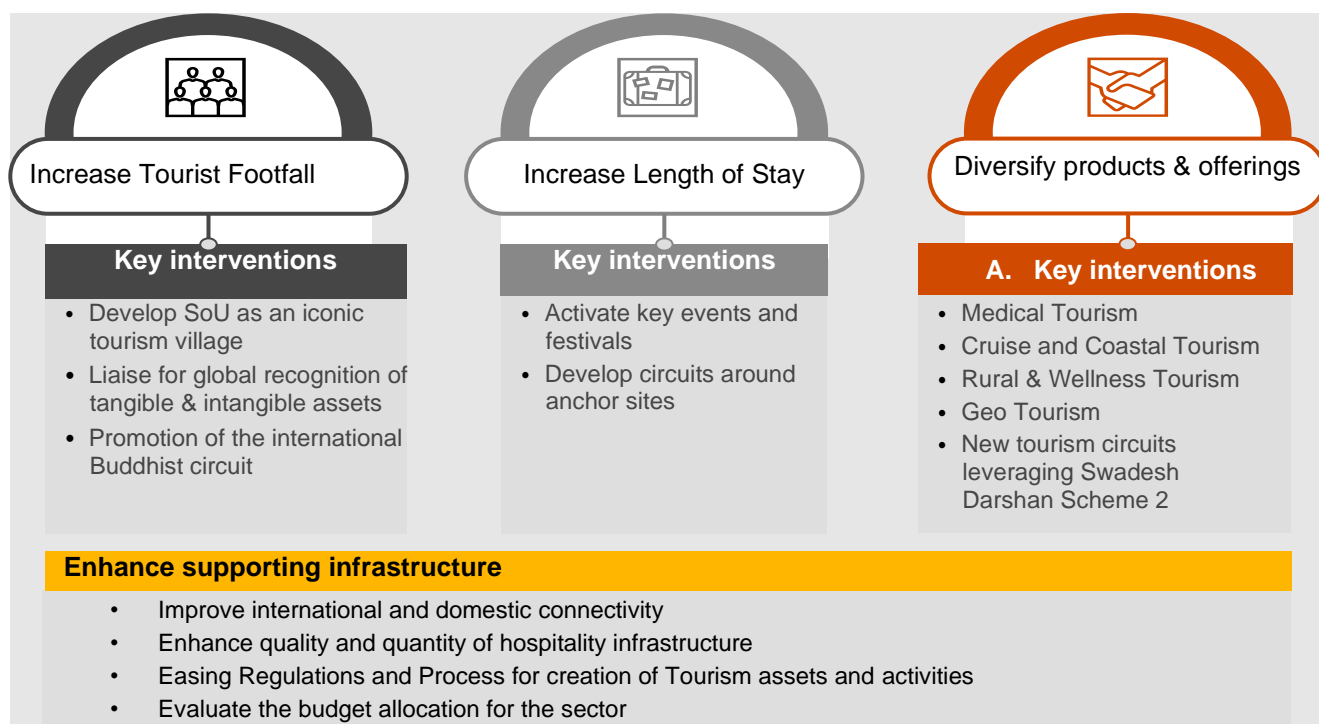 Increase Tourist Footfall
Key interventions
• Develop SoU as an iconic
tourism village
• Liaise for global recognition of
tangible & intangible assets
• Promotion of the international
Buddhist circuit
Increase Length of Stay
Key interventions
• Activate key events and
festivals
• Develop circuits around
anchor sites
Diversify products & offerings
A. Key interventions
• Medical Tourism
• Cruise and Coastal Tourism
• Rural & Wellness Tourism
• Geo Tourism
• New tourism circuits
leveraging Swadesh
Darshan Scheme 2
Enhance supporting infrastructure
• Improve international and domestic connectivity
• Enhance quality and quantity of hospitality infrastructure
• Easing Regulations and Process for creation of Tourism assets and activities
• Evaluate the budget allocation for the sector